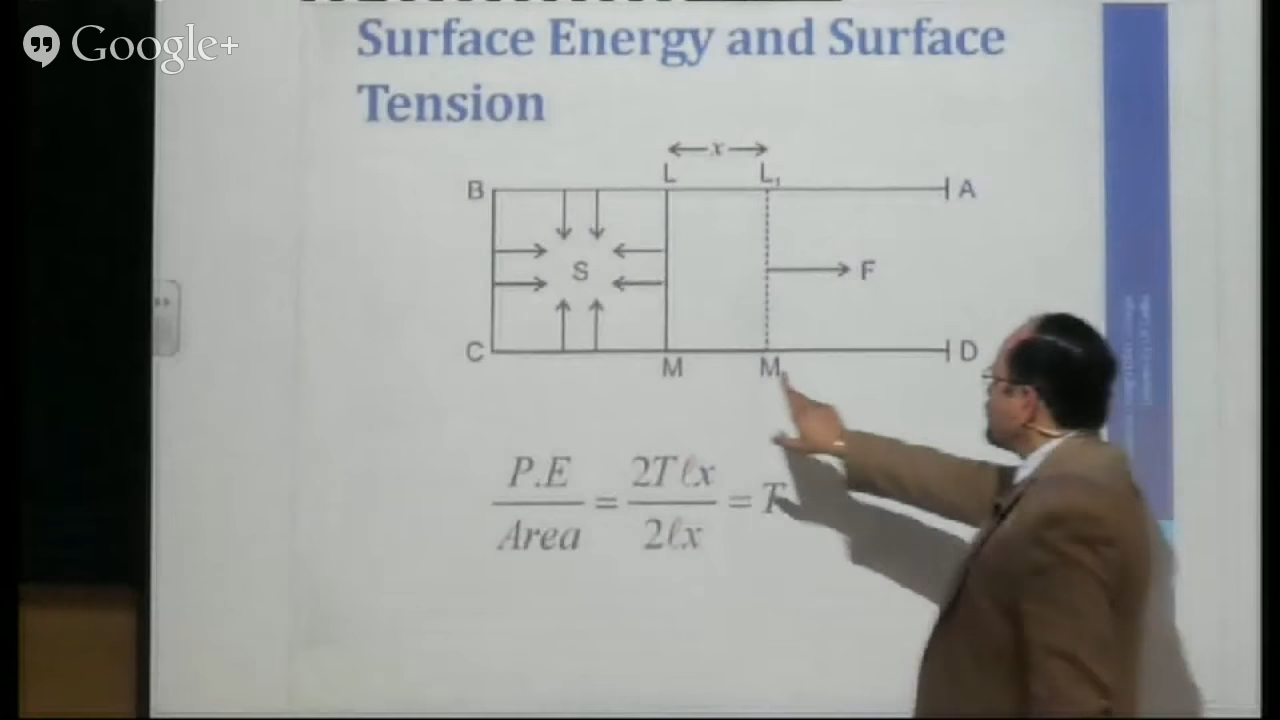 Google+
Surface Energy and Surface
Tension
x
L L₁
B A
S F
C D
M M₁
P.E/Area = 2Tℓx/2ℓx = T